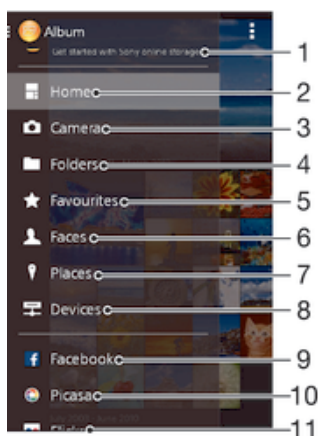 Album
Get started with Sony online storage
1
Home
2
Camera
3
Folders
4
Favourites
5
Faces
6
Places
7
Devices
8
Facebook
9
Picasa
10
Flickr
11